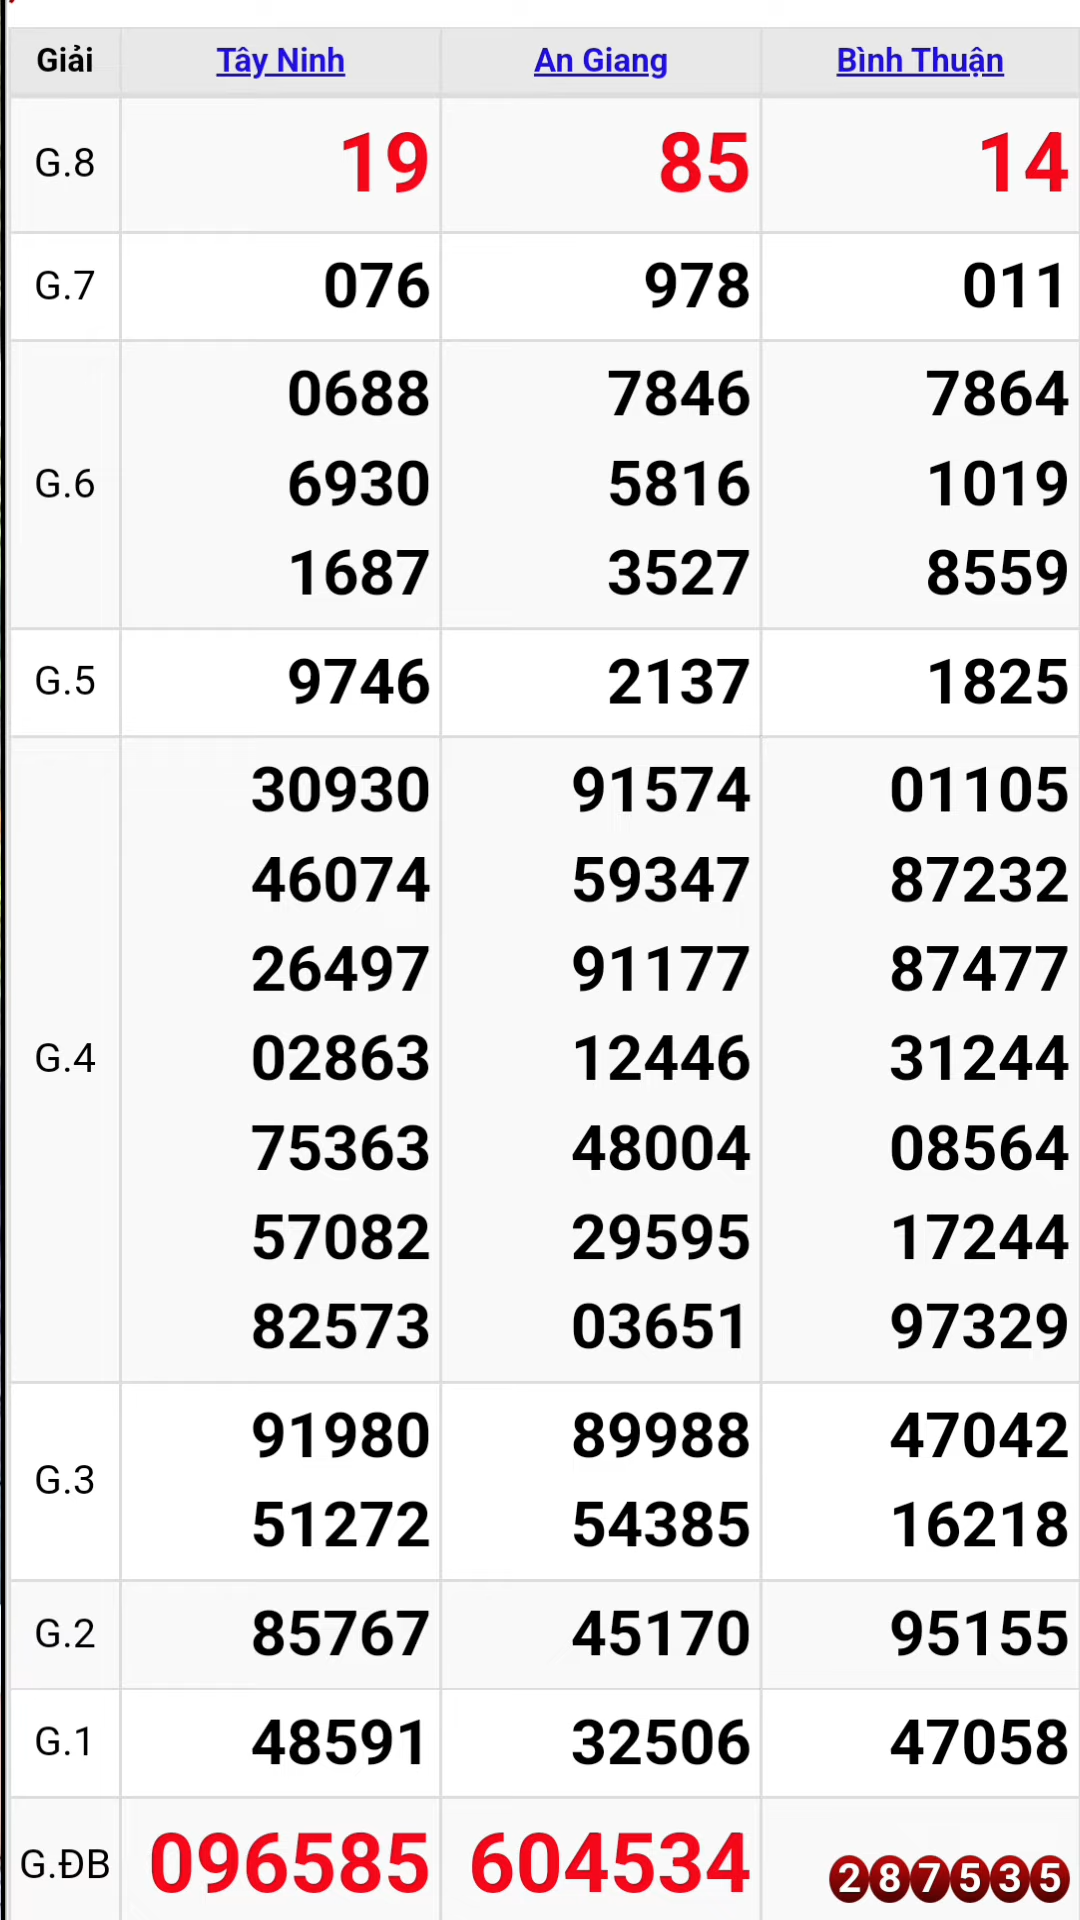 Giải Tây Ninh An Giang Bình Thuận
G.8 19 85 14
G.7 076 978 011
0688 7846 7864
G.6 6930 5816 1019
1687 3527 8559
G.5 9746 2137 1825
30930 91574 01105
46074 59347 87232
26497 91177 87477
G.4 02863 12446 31244
75363 48004 08564
57082 29595 17244
82573 03651 97329
91980 89988 47042
G.3
51272 54385 16218
G.2 85767 45170 95155
G.1 48591 32506 47058
G.ĐB 096585 604534 287535